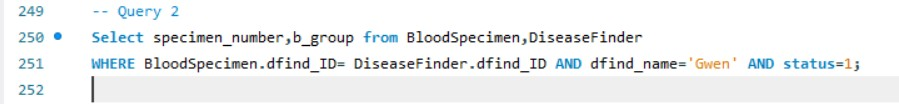 249 -- Query 2
250 Select specimen_number,b_group from BloodSpecimen,DiseaseFinder
251 WHERE BloodSpecimen.dfind_ID= DiseaseFinder.dfind_ID AND dfind_name='Gwen' AND status=1;
252